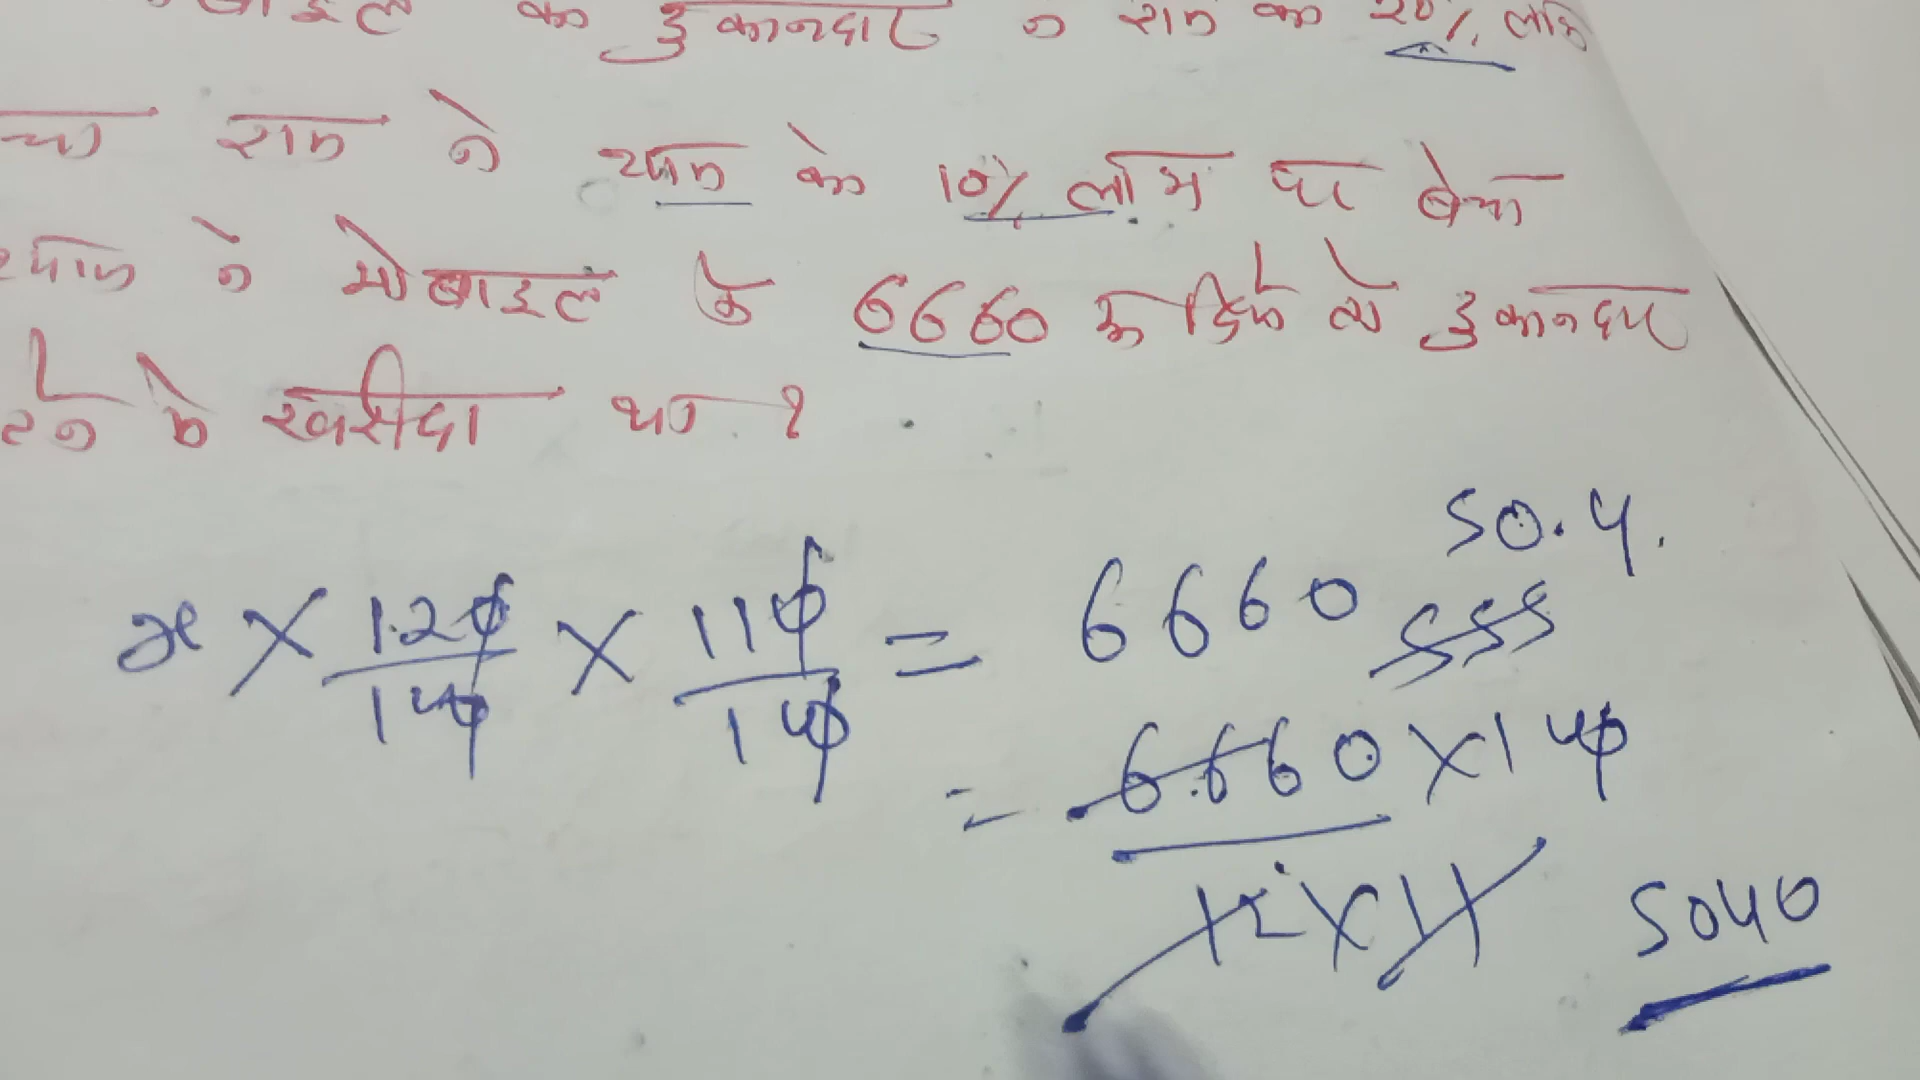 बाइल को दुकानदार ने राम को 20% लाभ
चा राम ने श्याम को 10% लाभ पर बेचा
श्याम ने मोबाइल के 6660 रू दिये तो दुकानदार
ने खरीदा था ?
50.4.
x × 120/100 × 110/100 = 6660 555
= 6660 × 100 / 12 × 11
5040